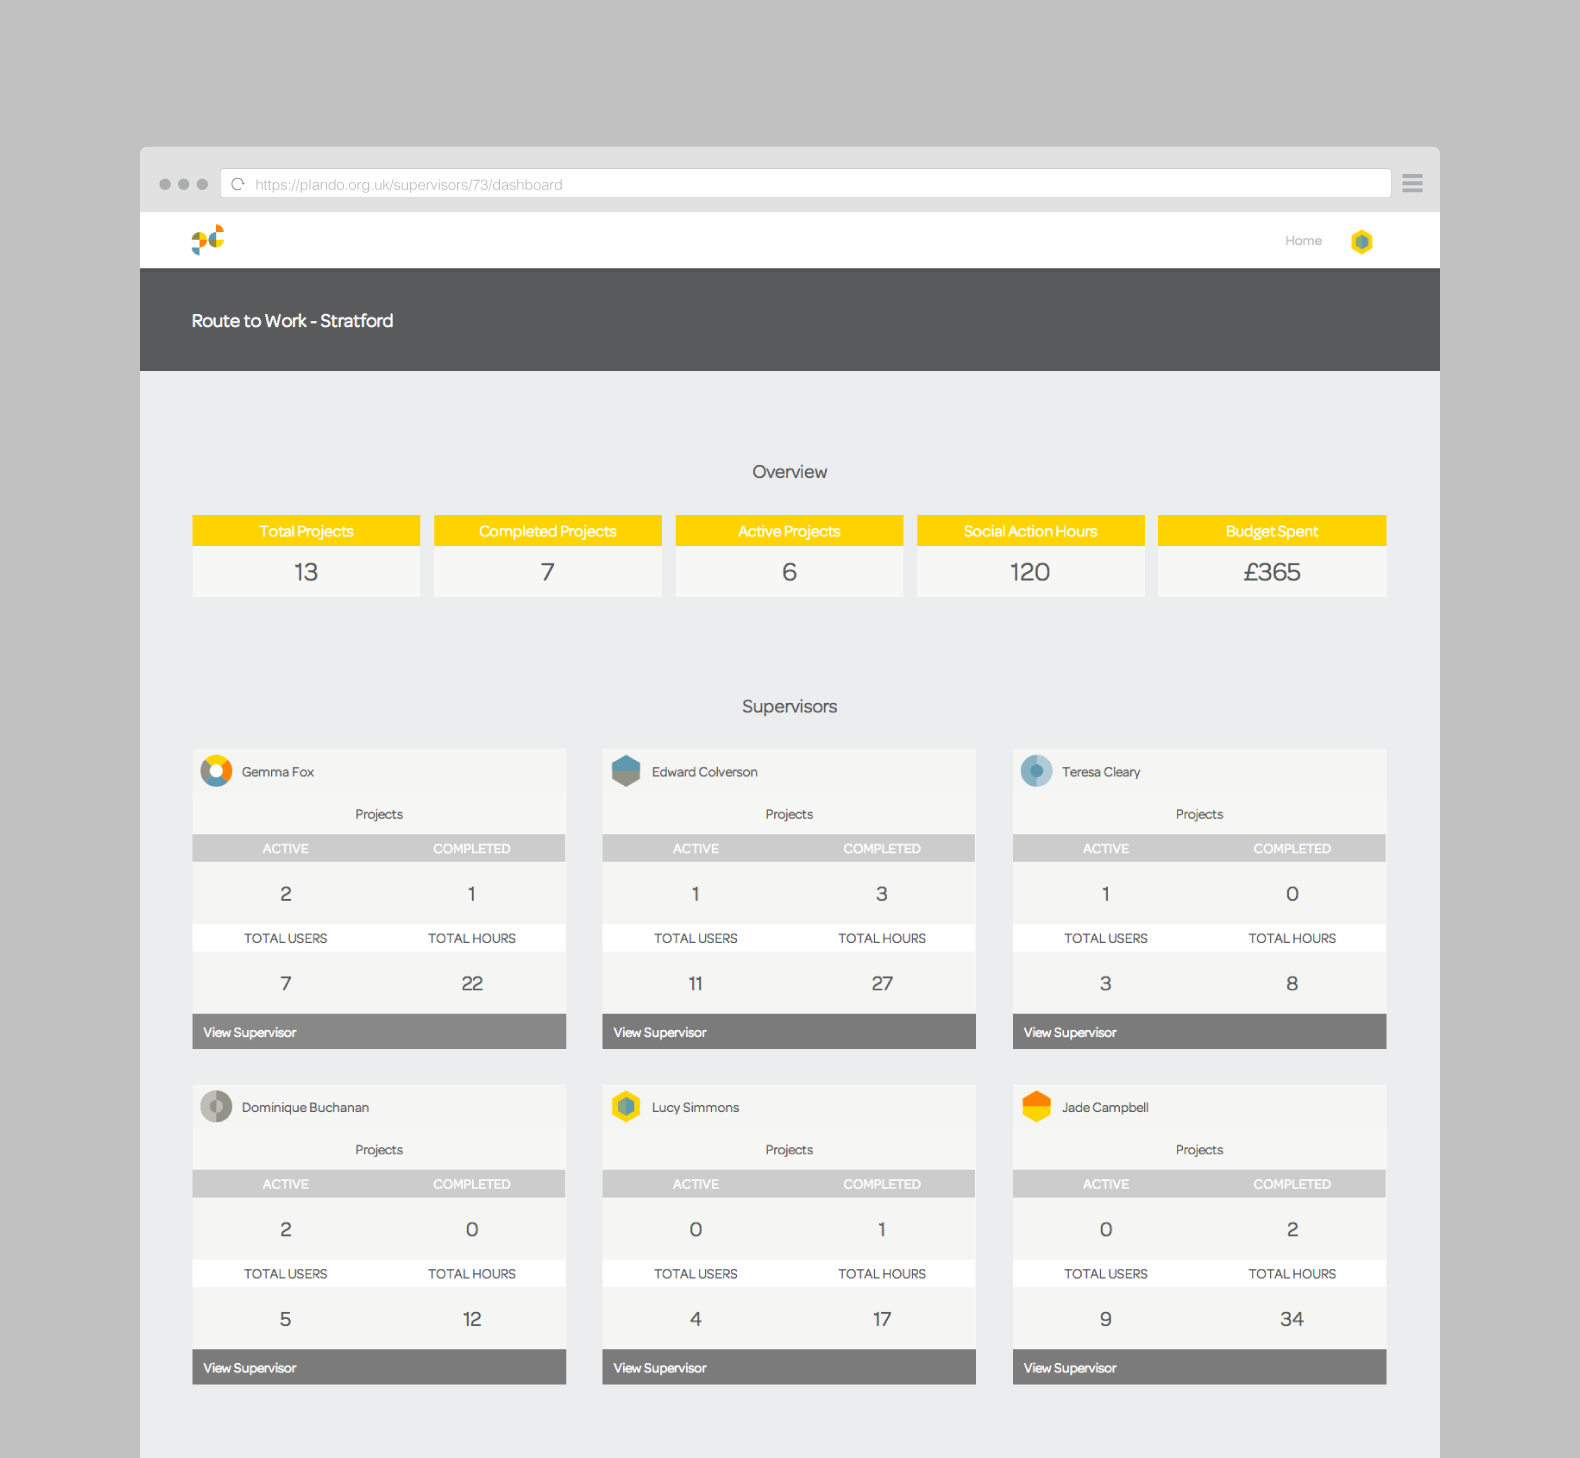 https://plando.org.uk/supervisors/73/dashboard
Home
Route to Work - Stratford
Overview
Total Projects Completed Projects Active Projects Social Action Hours Budget Spent
13 7 6 120 £365
Supervisors
Gemma Fox Edward Colverson Teresa Cleary
Projects Projects Projects
ACTIVE COMPLETED ACTIVE COMPLETED ACTIVE COMPLETED
2 1 1 3 1 0
TOTAL USERS TOTAL HOURS TOTAL USERS TOTAL HOURS TOTAL USERS TOTAL HOURS
7 22 11 27 3 8
View Supervisor View Supervisor View Supervisor
Dominique Buchanan Lucy Simmons Jade Campbell
Projects Projects Projects
ACTIVE COMPLETED ACTIVE COMPLETED ACTIVE COMPLETED
2 0 0 1 0 2
TOTAL USERS TOTAL HOURS TOTAL USERS TOTAL HOURS TOTAL USERS TOTAL HOURS
5 12 4 17 9 34
View Supervisor View Supervisor View Supervisor